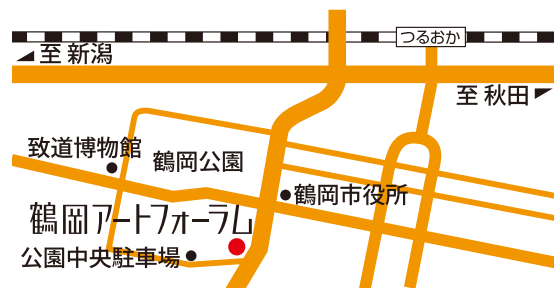 つるおか
至 新潟
至 秋田
致道博物館
鶴岡公園
鶴岡市役所
鶴岡アートフォーラム
公園中央駐車場